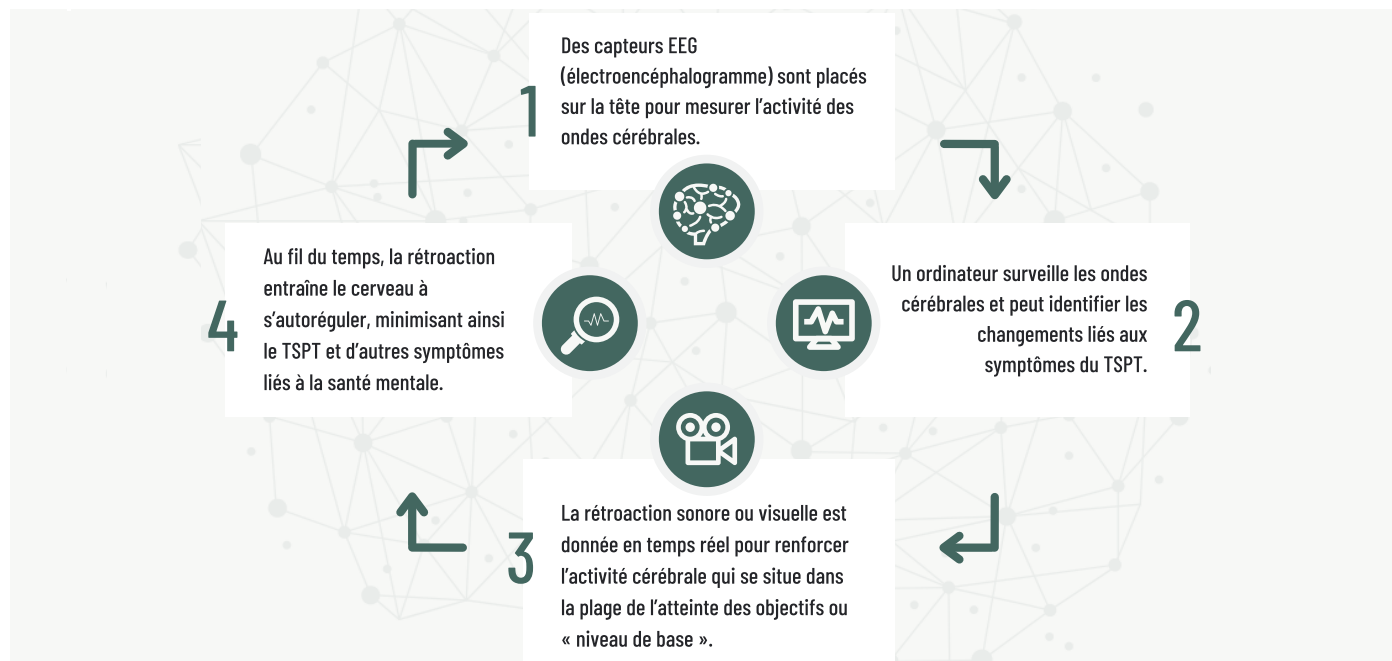 1
Des capteurs EEG
(électroencéphalogramme) sont placés
sur la tête pour mesurer l’activité des
ondes cérébrales.
2
Un ordinateur surveille les ondes
cérébrales et peut identifier les
changements liés aux
symptômes du TSPT.
3
La rétroaction sonore ou visuelle est
donnée en temps réel pour renforcer
l’activité cérébrale qui se situe dans
la plage de l’atteinte des objectifs ou
« niveau de base ».
4
Au fil du temps, la rétroaction
entraîne le cerveau à
s’autoréguler, minimisant ainsi
le TSPT et d’autres symptômes
liés à la santé mentale.